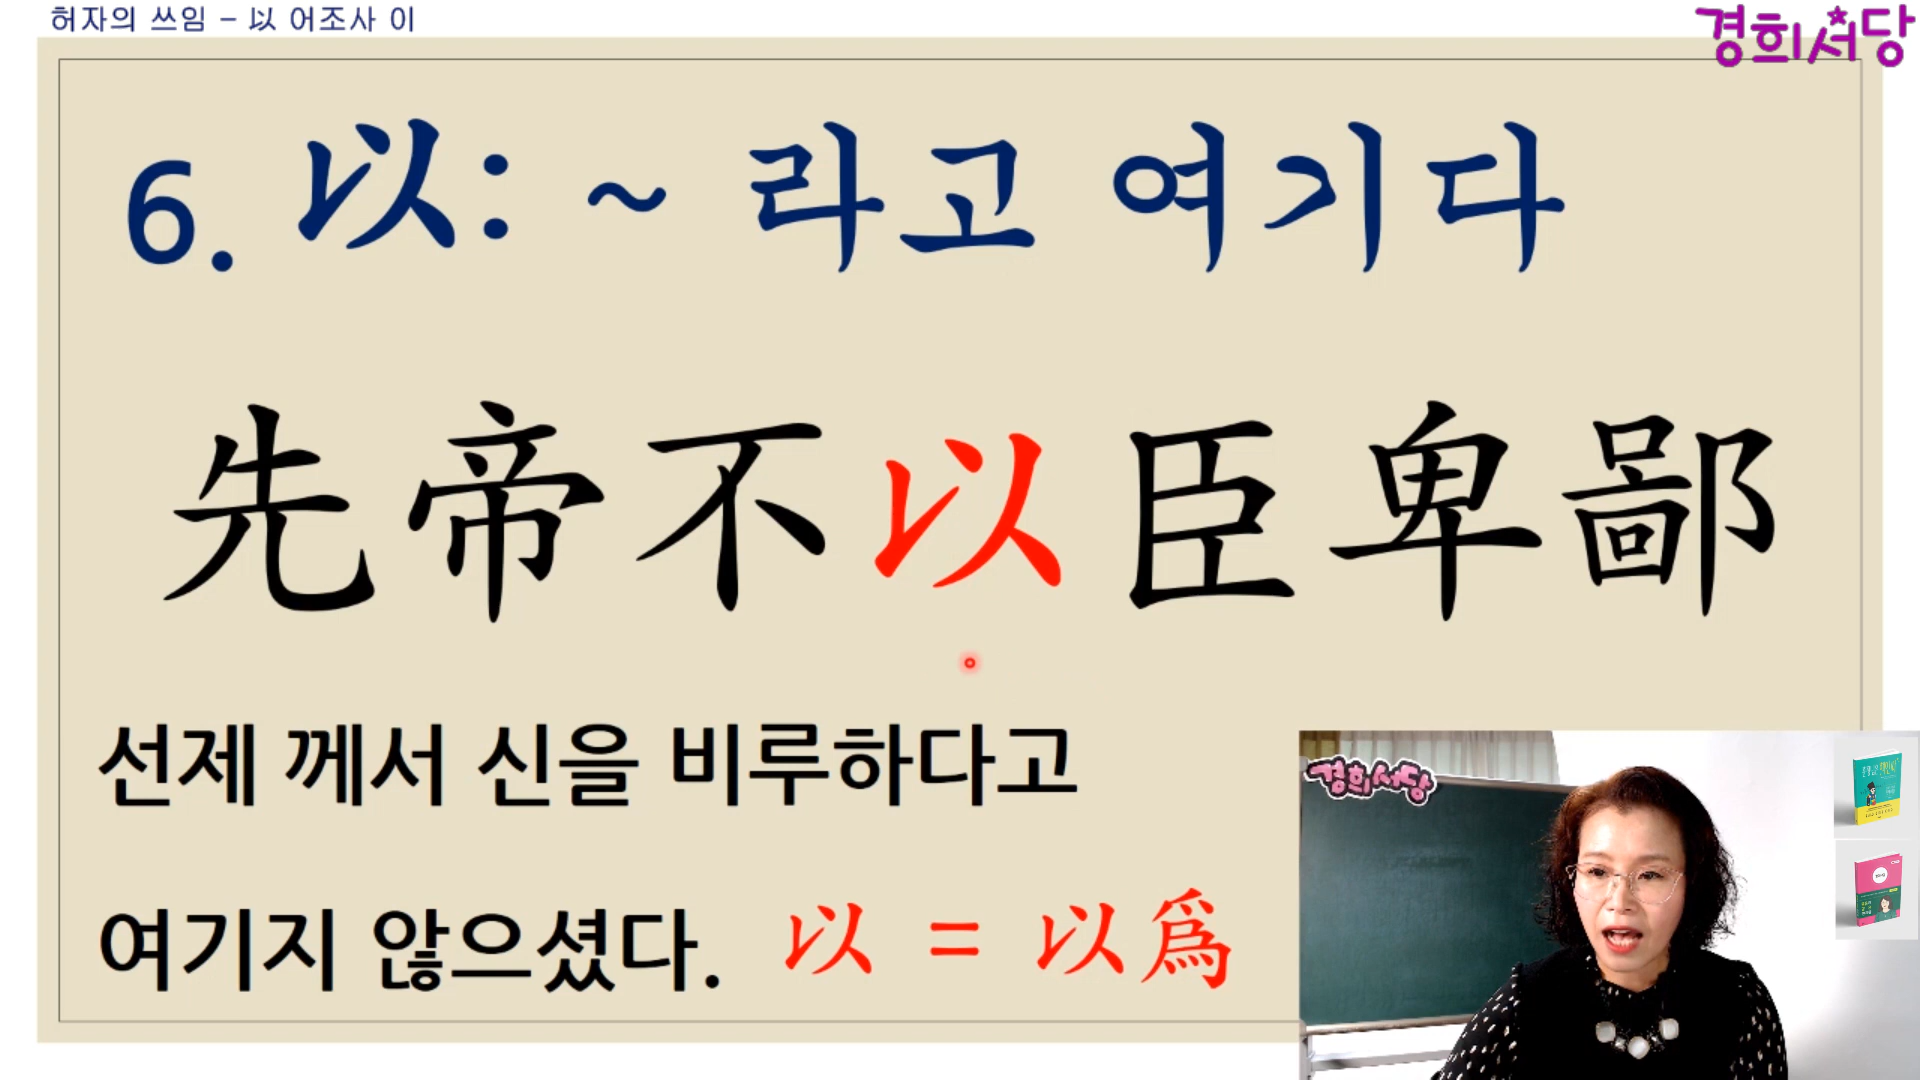 허자의 쓰임 - 以 어조사 이
경희서당
6. 以: ~ 라고 여기다
先帝不以臣卑鄙
선제 께서 신을 비루하다고
여기지 않으셨다. 以 = 以爲
경희서당